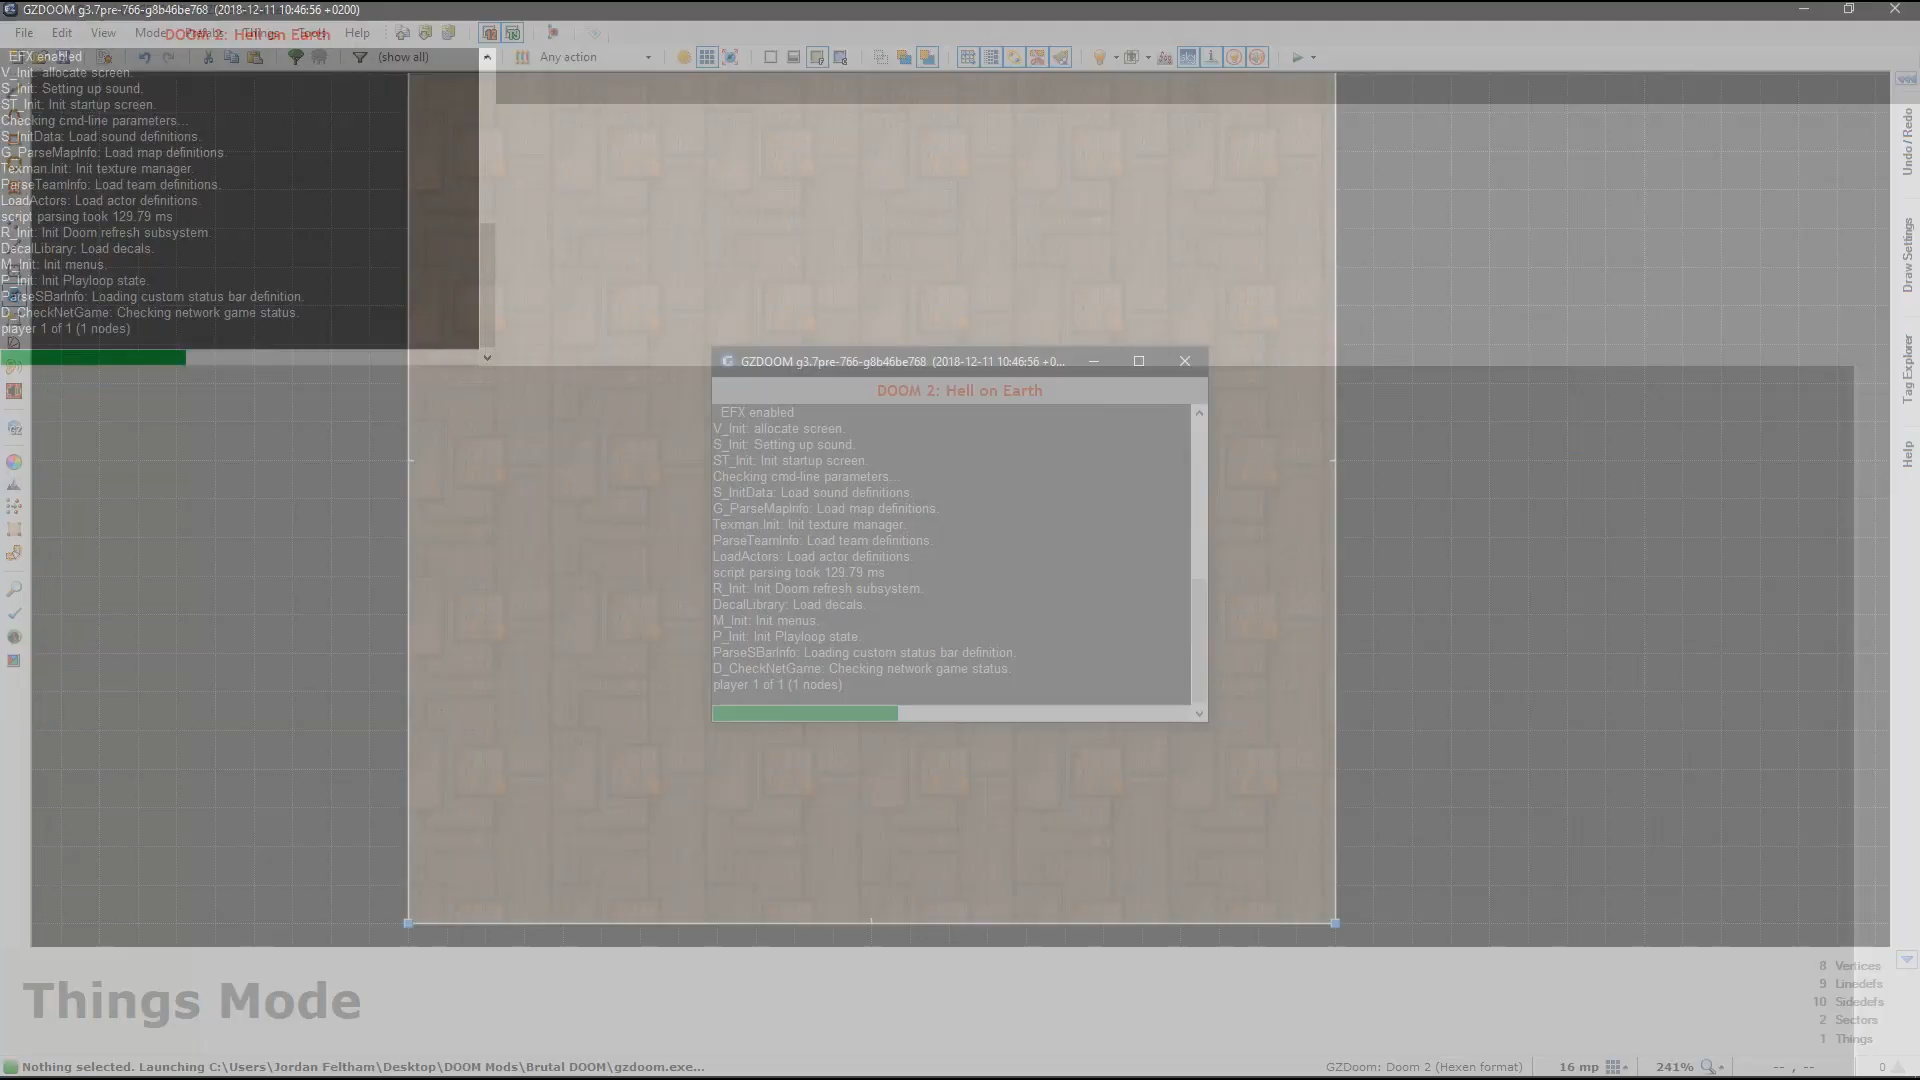 GZDOOM g3.7pre-766-g8b46be768 (2018-12-11 10:46:56 +0200)
File Edit View Mode Prefabs Things Tools Help
DOOM 2: Hell on Earth
(show all)
Any action
EFX enabled
V_Init: allocate screen.
S_Init: Setting up sound.
ST_Init: Init startup screen.
Checking cmd-line parameters...
S_InitData: Load sound definitions.
G_ParseMapInfo: Load map definitions.
Texman.Init: Init texture manager.
ParseTeamInfo: Load team definitions.
LoadActors: Load actor definitions.
script parsing took 129.79 ms
R_Init: Init Doom refresh subsystem.
DecalLibrary: Load decals.
M_Init: Init menus.
P_Init: Init Playloop state.
ParseSBarInfo: Loading custom status bar definition.
D_CheckNetGame: Checking network game status.
player 1 of 1 (1 nodes)
GZDOOM g3.7pre-766-g8b46be768 (2018-12-11 10:46:56 +0...
DOOM 2: Hell on Earth
EFX enabled
V_Init: allocate screen.
S_Init: Setting up sound.
ST_Init: Init startup screen.
Checking cmd-line parameters...
S_InitData: Load sound definitions.
G_ParseMapInfo: Load map definitions.
Texman.Init: Init texture manager.
ParseTeamInfo: Load team definitions.
LoadActors: Load actor definitions.
script parsing took 129.79 ms
R_Init: Init Doom refresh subsystem.
DecalLibrary: Load decals.
M_Init: Init menus.
P_Init: Init Playloop state.
ParseSBarInfo: Loading custom status bar definition.
D_CheckNetGame: Checking network game status.
player 1 of 1 (1 nodes)
Undo / Redo
Draw Settings
Tag Explorer
Help
Things Mode
8 Vertices
9 Linedefs
10 Sidedefs
2 Sectors
1 Things
Nothing selected. Launching C:\Users\Jordan Feltham\Desktop\DOOM Mods\Brutal DOOM\gzdoom.exe...
GZDoom: Doom 2 (Hexen format)
16 mp
241%
-- , --
0